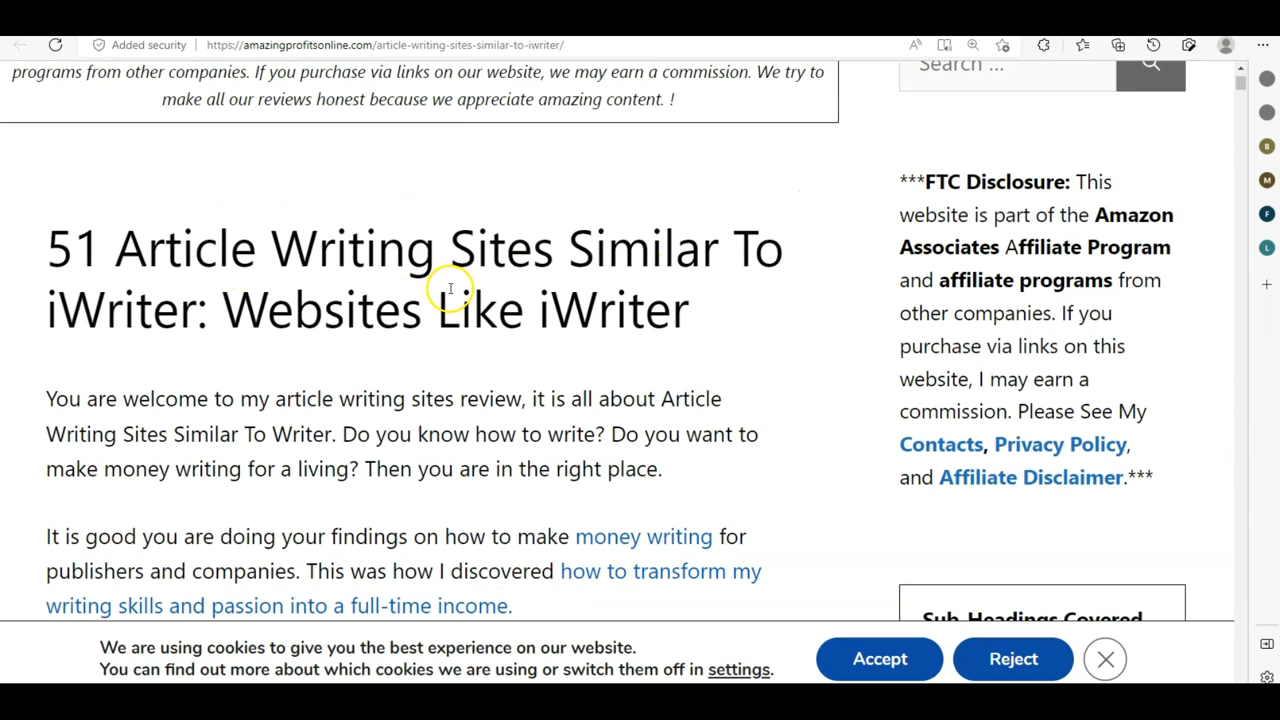 Added security
https://amazingprofitsonline.com/article-writing-sites-similar-to-iwriter/
programs from other companies. If you purchase via links on our website, we may earn a commission. We try to
make all our reviews honest because we appreciate amazing content. !
51 Article Writing Sites Similar To
iWriter: Websites Like iWriter
You are welcome to my article writing sites review, it is all about Article
Writing Sites Similar To Writer. Do you know how to write? Do you want to
make money writing for a living? Then you are in the right place.
It is good you are doing your findings on how to make money writing for
publishers and companies. This was how I discovered how to transform my
writing skills and passion into a full-time income.
Search ...
***FTC Disclosure: This
website is part of the Amazon
Associates Affiliate Program
and affiliate programs from
other companies. If you
purchase via links on this
website, I may earn a
commission. Please See My
Contacts, Privacy Policy,
and Affiliate Disclaimer.***
Sub-Headings Covered
We are using cookies to give you the best experience on our website.
You can find out more about which cookies we are using or switch them off in settings.
Accept
Reject
B
M
F
L